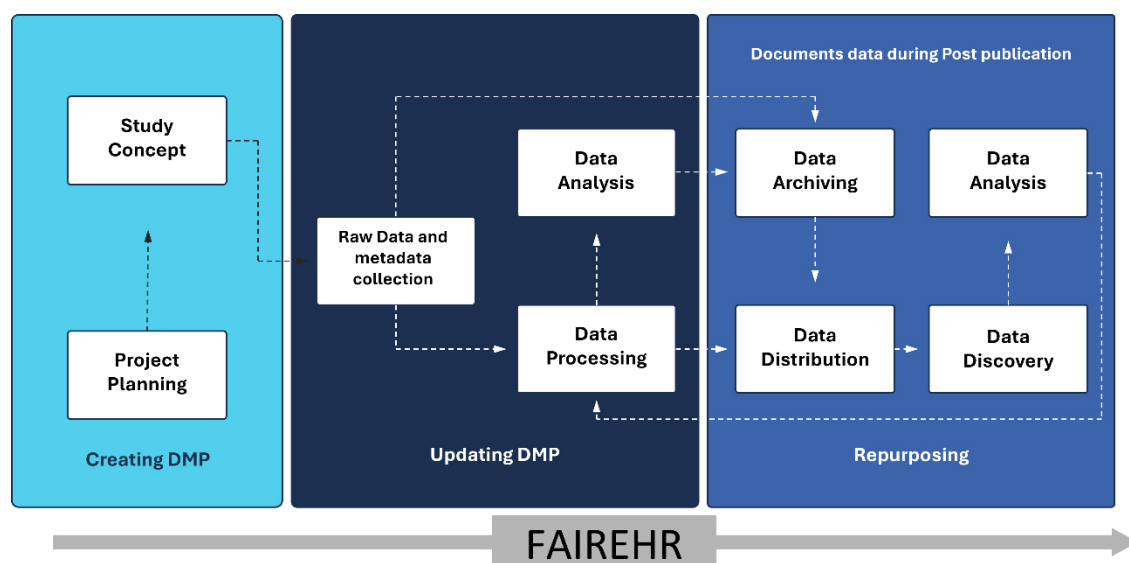 Study
Concept
Project
Planning
Creating DMP
Raw Data and
metadata
collection
Data
Analysis
Data
Processing
Updating DMP
Documents data during Post publication
Data
Archiving
Data
Analysis
Data
Distribution
Data
Discovery
Repurposing
FAIREHR